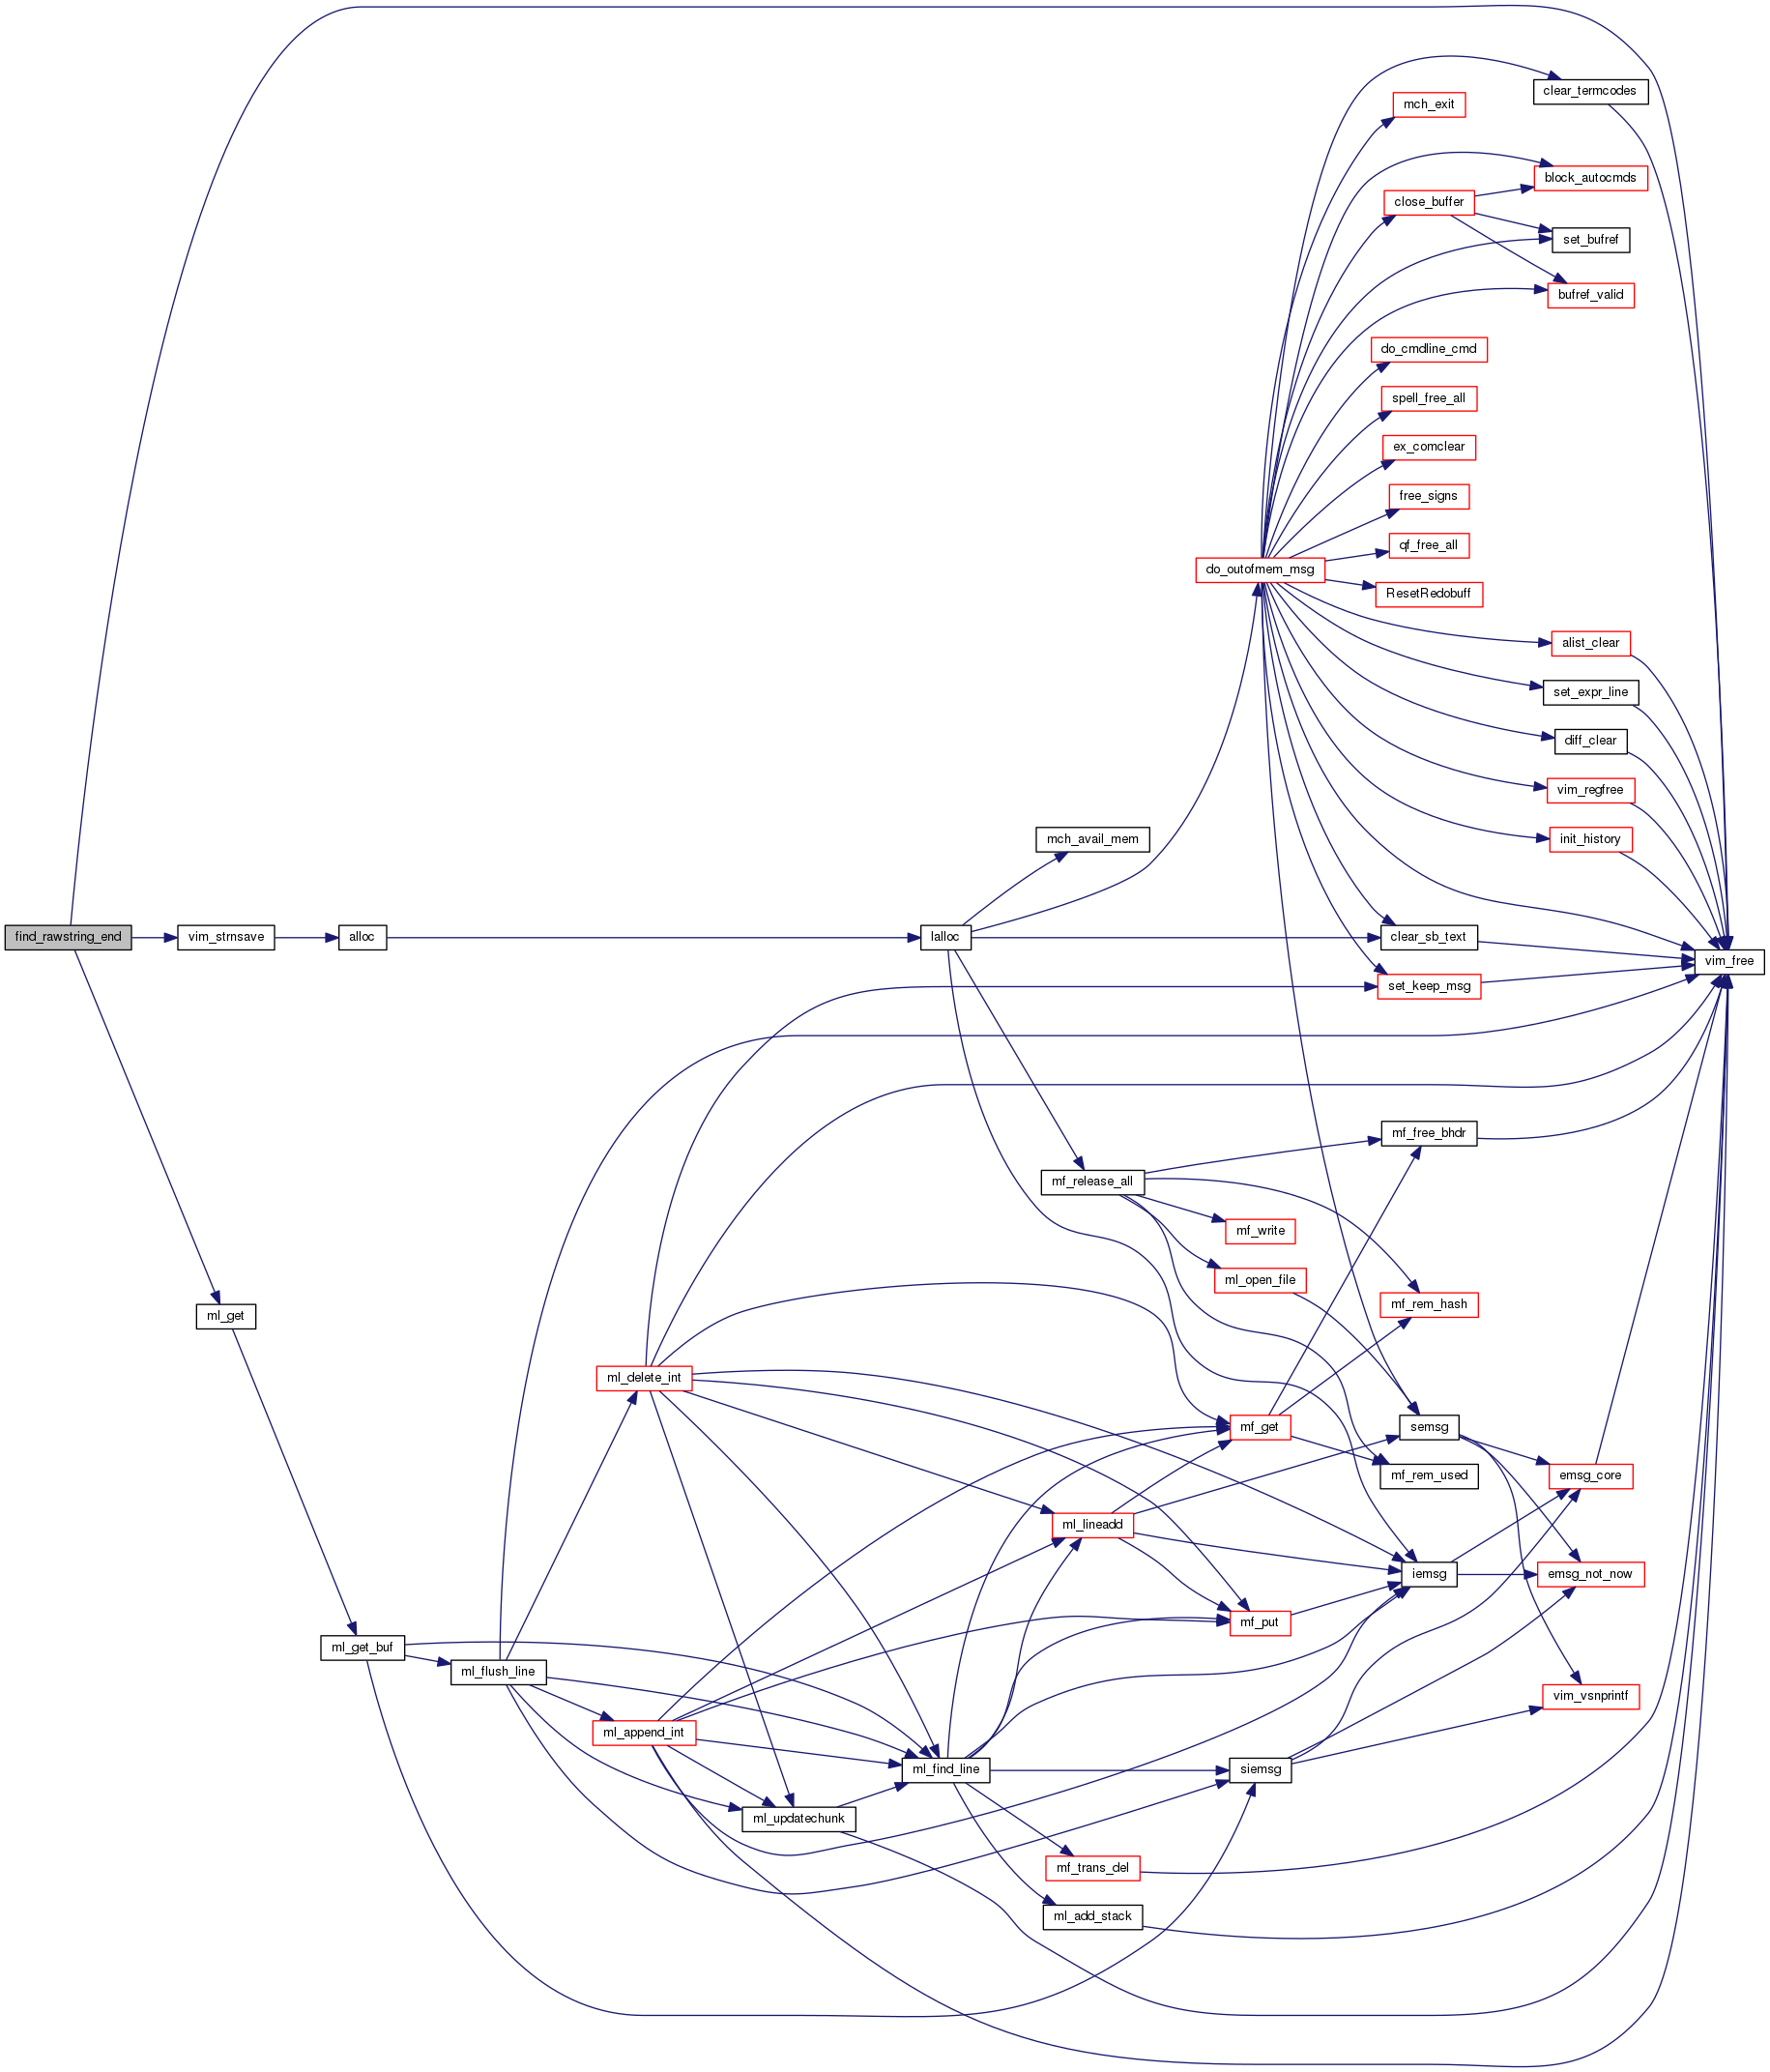 clear_termcodes
mch_exit
block_autocmds
close_buffer
set_bufref
bufref_valid
do_cmdline_cmd
spell_free_all
ex_comclear
free_signs
qf_free_all
do_outofmem_msg
ResetRedobuff
alist_clear
set_expr_line
diff_clear
vim_regfree
mch_avail_mem
init_history
find_rawstring_end
vim_strnsave
alloc
lalloc
clear_sb_text
vim_free
set_keep_msg
mf_free_bhdr
mf_release_all
mf_write
ml_open_file
mf_rem_hash
ml_get
ml_delete_int
mf_get
semsg
mf_rem_used
emsg_core
ml_lineadd
iemsg
emsg_not_now
mf_put
ml_get_buf
ml_flush_line
vim_vsnprintf
ml_append_int
ml_find_line
siemsg
ml_updatechunk
mf_trans_del
ml_add_stack